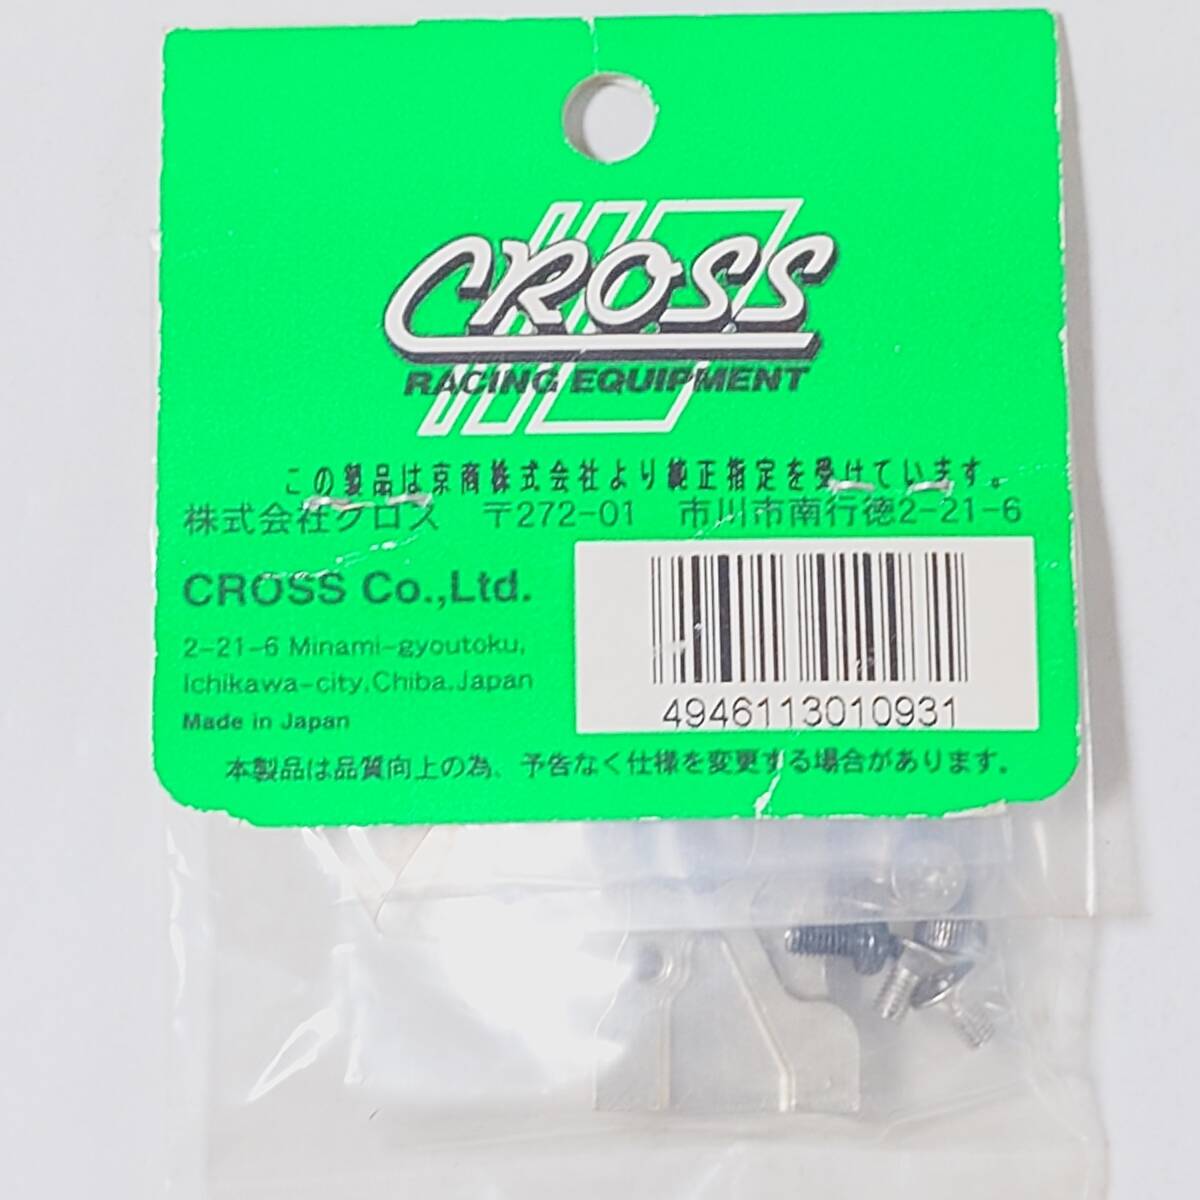 CROSS
RACING EQUIPMENT
この製品は京商株式会社より純正指定を受けています。
株式会社クロス 〒272-01 市川市南行徳2-21-6
CROSS Co.,Ltd.
2-21-6 Minami-gyoutoku,
Ichikawa-city,Chiba,Japan
Made in Japan
4946113010931
本製品は品質向上の為、予告なく仕様を変更する場合があります。